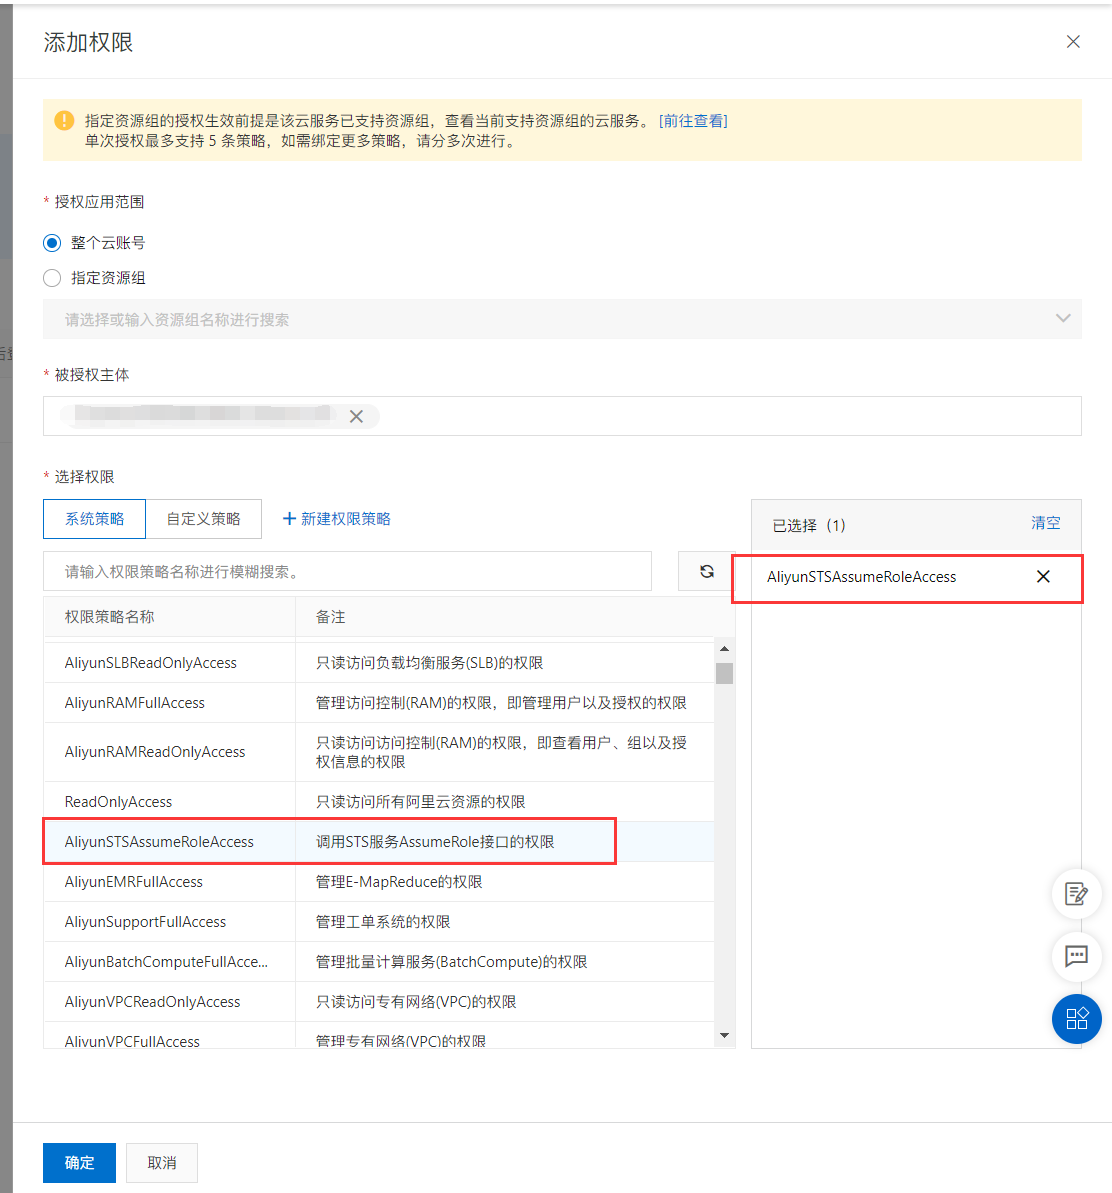 添加权限
指定资源组的授权生效前提是该云服务已支持资源组，查看当前支持资源组的云服务。 [前往查看]
单次授权最多支持 5 条策略，如需绑定更多策略，请分多次进行。
* 授权应用范围
整个云账号
指定资源组
请选择或输入资源组名称进行搜索
* 被授权主体
* 选择权限
系统策略
自定义策略
+ 新建权限策略
请输入权限策略名称进行模糊搜索。
权限策略名称 备注
AliyunSLBReadOnlyAccess 只读访问负载均衡服务(SLB)的权限
AliyunRAMFullAccess 管理访问控制(RAM)的权限，即管理用户以及授权的权限
AliyunRAMReadOnlyAccess 只读访问访问控制(RAM)的权限，即查看用户、组以及授
权信息的权限
ReadOnlyAccess 只读访问所有阿里云资源的权限
AliyunSTSAssumeRoleAccess 调用STS服务AssumeRole接口的权限
AliyunEMRFullAccess 管理E-MapReduce的权限
AliyunSupportFullAccess 管理工单系统的权限
AliyunBatchComputeFullAcce... 管理批量计算服务(BatchCompute)的权限
AliyunVPCReadOnlyAccess 只读访问专有网络(VPC)的权限
AliyunVPCFullAccess 管理专有网络(VPC)的权限
已选择（1） 清空
AliyunSTSAssumeRoleAccess
确定
取消